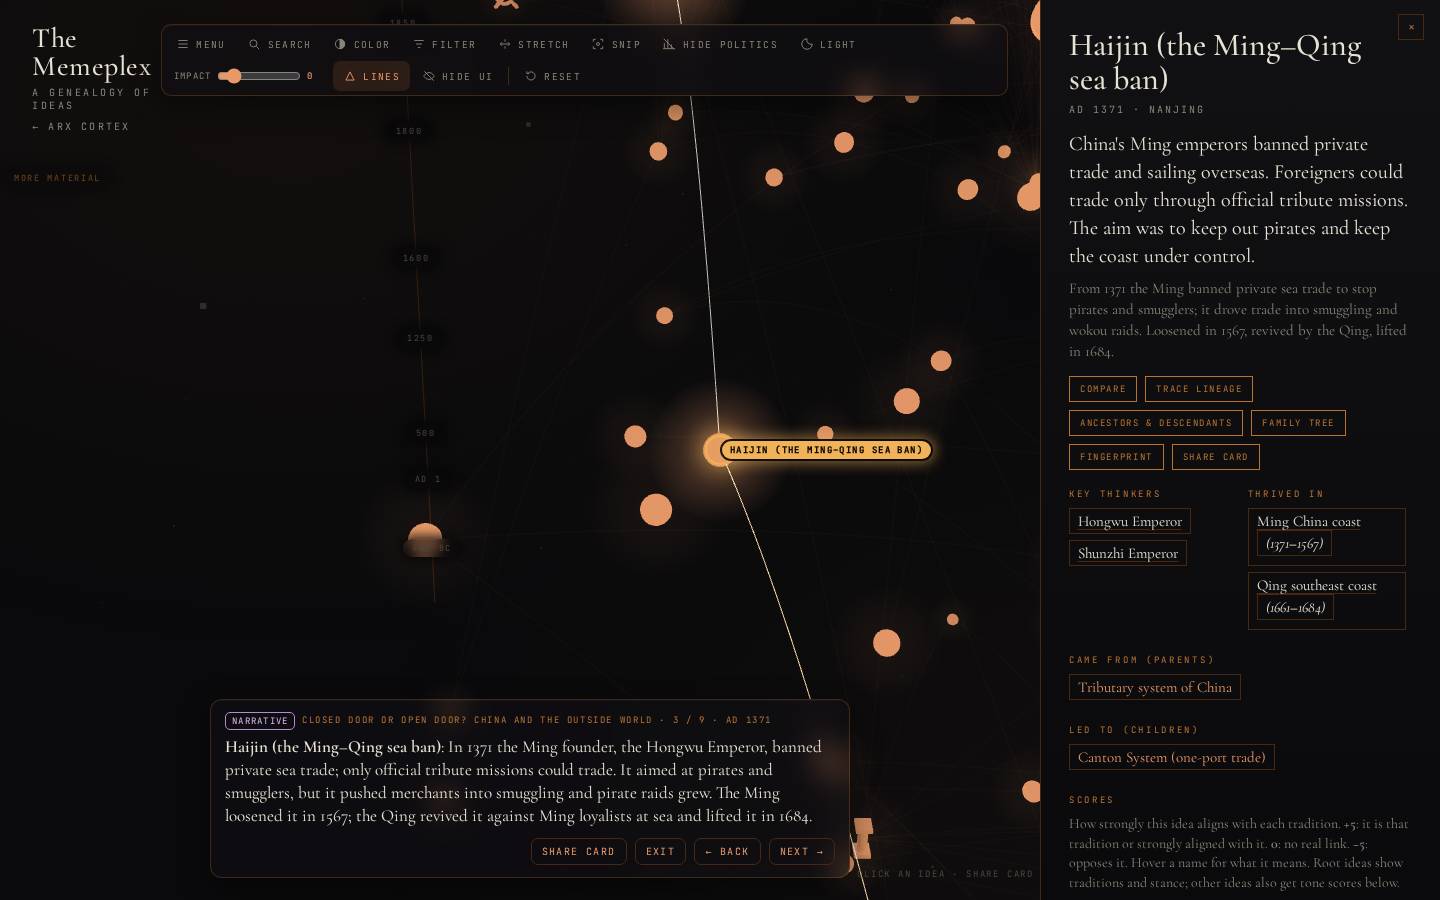 The
Memeplex
A GENEALOGY OF
IDEAS
← ARX CORTEX
MORE MATERIAL
MENU
SEARCH
COLOR
FILTER
STRETCH
SNIP
HIDE POLITICS
LIGHT
IMPACT
0
LINES
HIDE UI
RESET
1850
1800
1600
1250
500
AD 1
BC
HAIJIN (THE MING–QING SEA BAN)
NARRATIVE
CLOSED DOOR OR OPEN DOOR? CHINA AND THE OUTSIDE WORLD · 3 / 9 · AD 1371
Haijin (the Ming–Qing sea ban): In 1371 the Ming founder, the Hongwu Emperor, banned
private sea trade; only official tribute missions could trade. It aimed at pirates and
smugglers, but it pushed merchants into smuggling and pirate raids grew. The Ming
loosened it in 1567; the Qing revived it against Ming loyalists at sea and lifted it in 1684.
SHARE CARD
EXIT
← BACK
NEXT →
CLICK AN IDEA · SHARE CARD
×
Haijin (the Ming–Qing
sea ban)
AD 1371 · NANJING
China's Ming emperors banned private
trade and sailing overseas. Foreigners could
trade only through official tribute missions.
The aim was to keep out pirates and keep
the coast under control.
From 1371 the Ming banned private sea trade to stop
pirates and smugglers; it drove trade into smuggling and
wokou raids. Loosened in 1567, revived by the Qing, lifted
in 1684.
COMPARE
TRACE LINEAGE
ANCESTORS & DESCENDANTS
FAMILY TREE
FINGERPRINT
SHARE CARD
KEY THINKERS
Hongwu Emperor
Shunzhi Emperor
THRIVED IN
Ming China coast
(1371–1567)
Qing southeast coast
(1661–1684)
CAME FROM (PARENTS)
Tributary system of China
LED TO (CHILDREN)
Canton System (one-port trade)
SCORES
How strongly this idea aligns with each tradition. +5: it is that
tradition or strongly aligned with it. 0: no real link. −5:
opposes it. Hover a name for what it means. Root ideas show
traditions and stance; other ideas also get tone scores below.